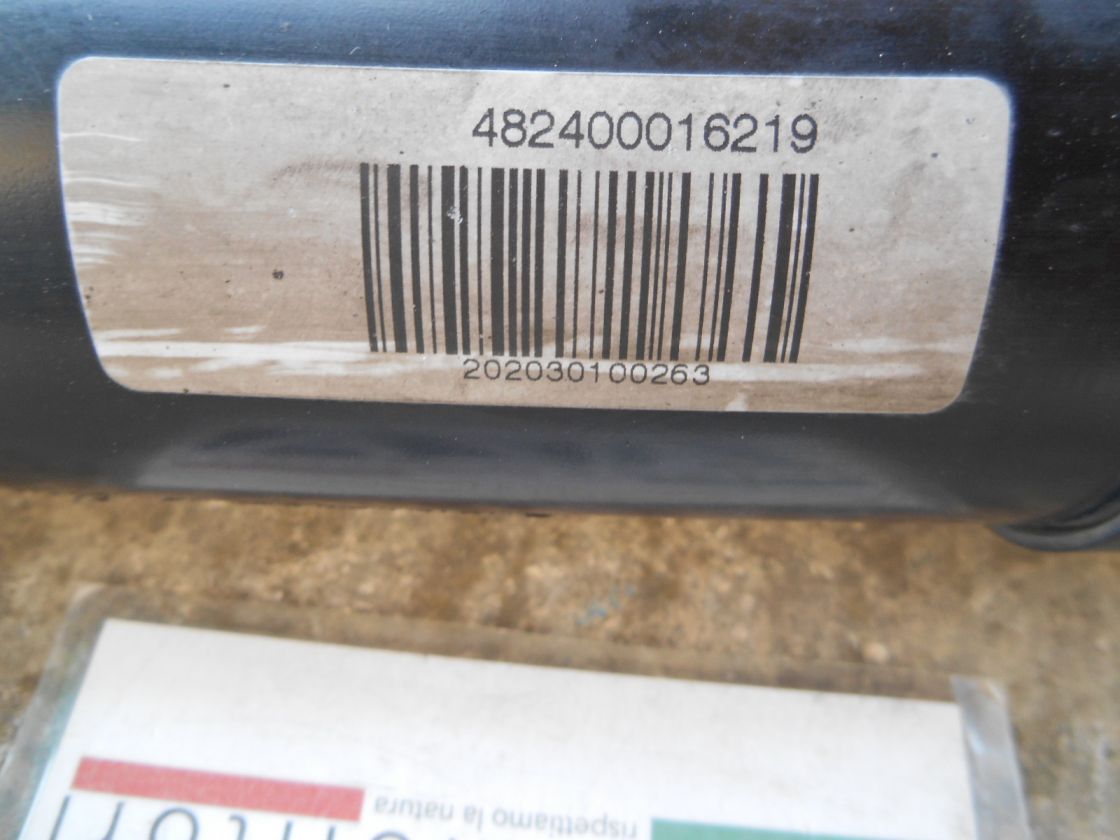 482400016219
202030100263
rispettiamo la natura